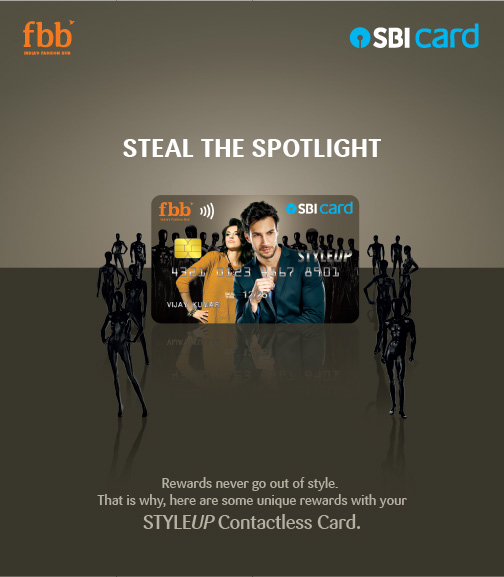 fbb
INDIA'S FASHION HUB
SBI card
STEAL THE SPOTLIGHT
fbb
SBI card
STYLEUP
4321 0123 4567 8901
12/25
VIJAY KUMAR
Rewards never go out of style.
That is why, here are some unique rewards with your
STYLEUP Contactless Card.